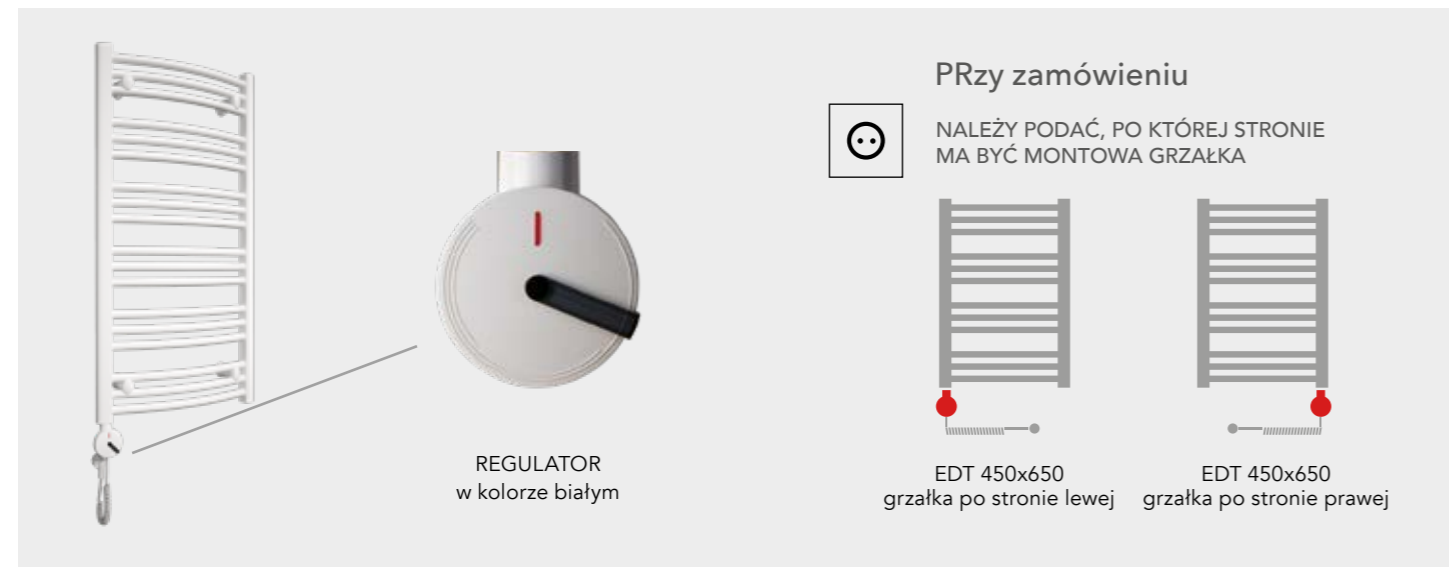 PRzy zamówieniu
NALEŻY PODAĆ, PO KTÓREJ STRONIE
MA BYĆ MONTOWA GRZAŁKA
REGULATOR
w kolorze białym
EDT 450x650
grzałka po stronie lewej
EDT 450x650
grzałka po stronie prawej